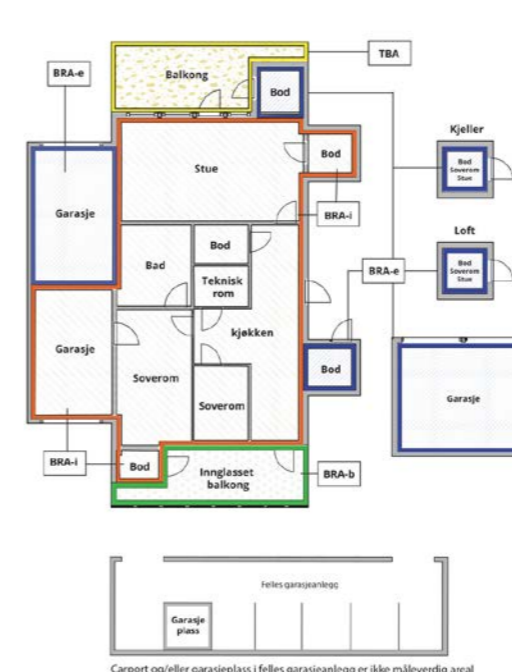 TBA
BRA-e
Balkong
Bod
Kjeller
Bod
Soverom
Stue
Bod
Stue
BRA-i
Garasje
Loft
Bod
Soverom
Stue
Bad
Bod
BRA-e
Teknisk
rom
kjøkken
Garasje
Bod
Soverom
Soverom
Garasje
BRA-i
Bod
Innglasset
balkong
BRA-b
Felles garasjeanlegg
Garasje
plass
Carport og/eller garasjeplass i felles garasjeanlegg er ikke måleverdig areal